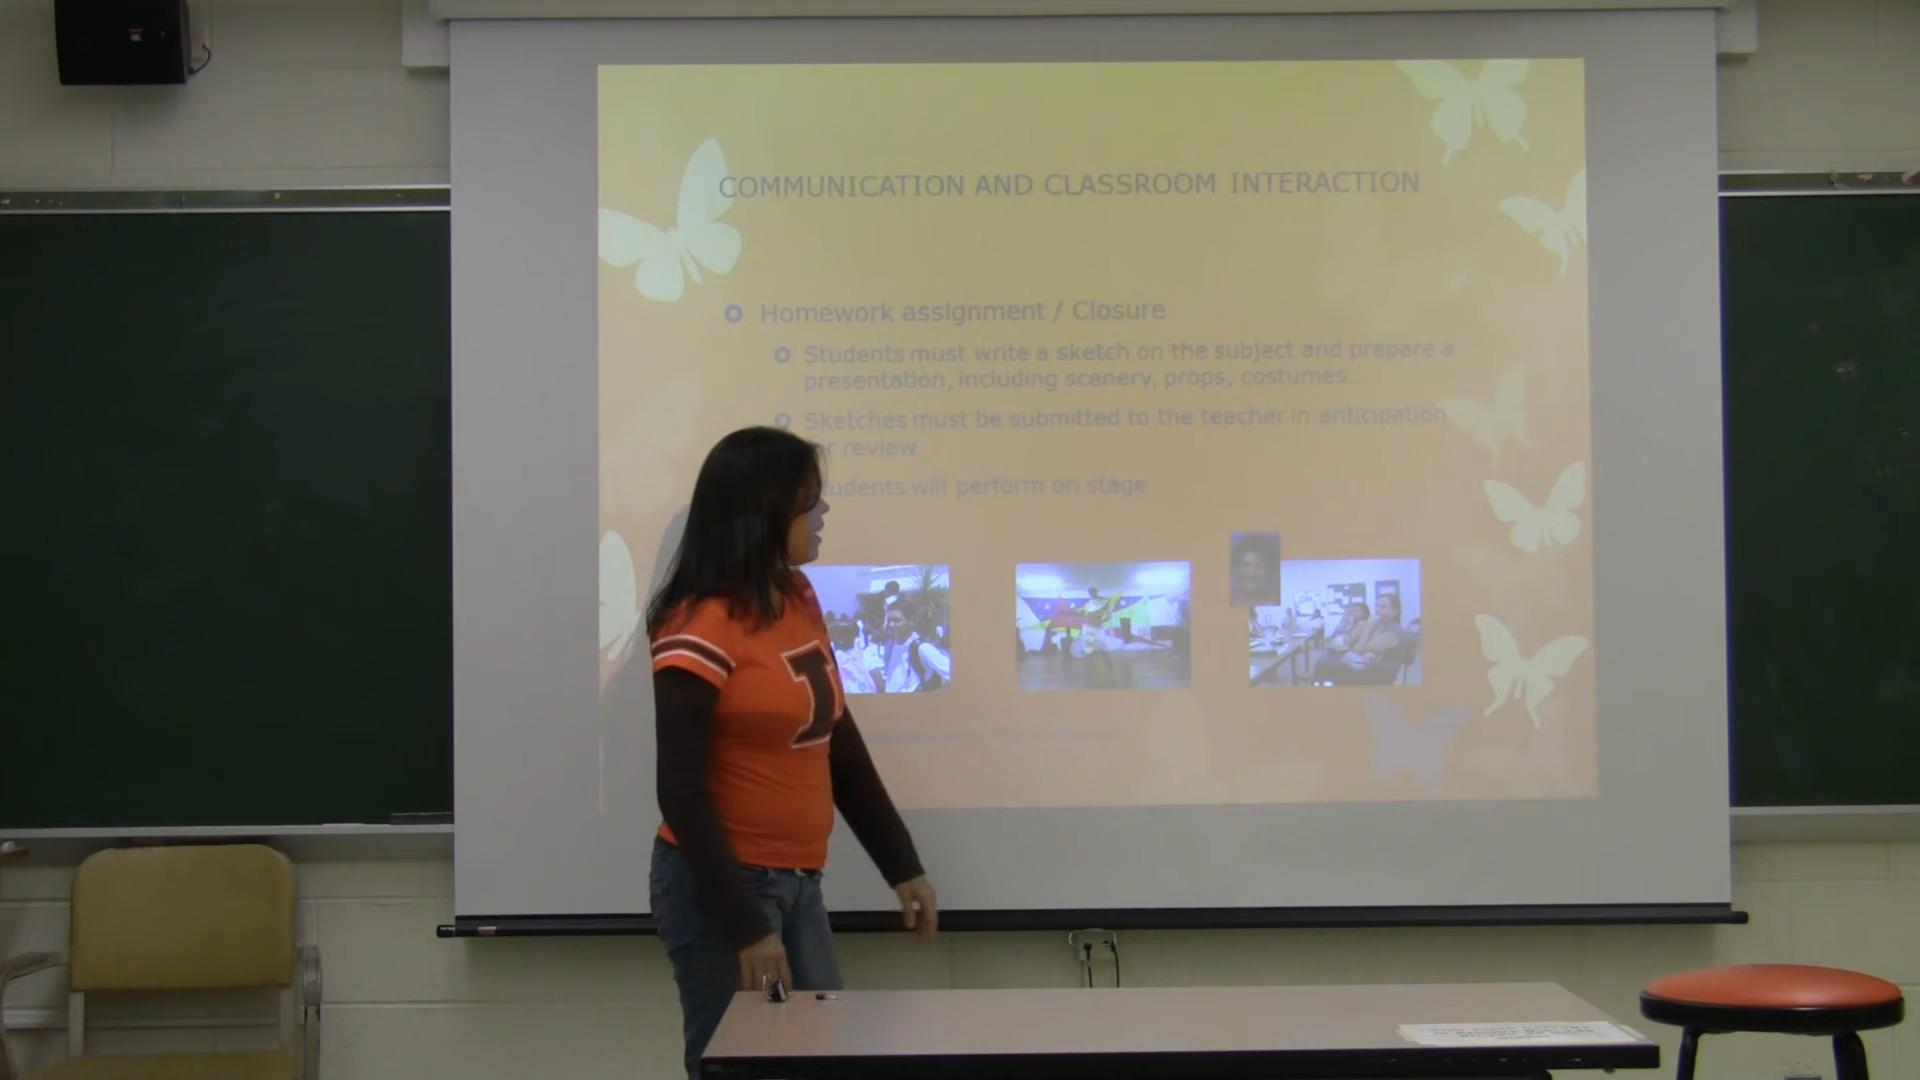 COMMUNICATION AND CLASSROOM INTERACTION
Homework assignment / Closure
Students must write a sketch on the subject and prepare a
presentation, including scenery, props, costumes...
Sketches must be submitted to the teacher in anticipation
review
will perform on stage
I